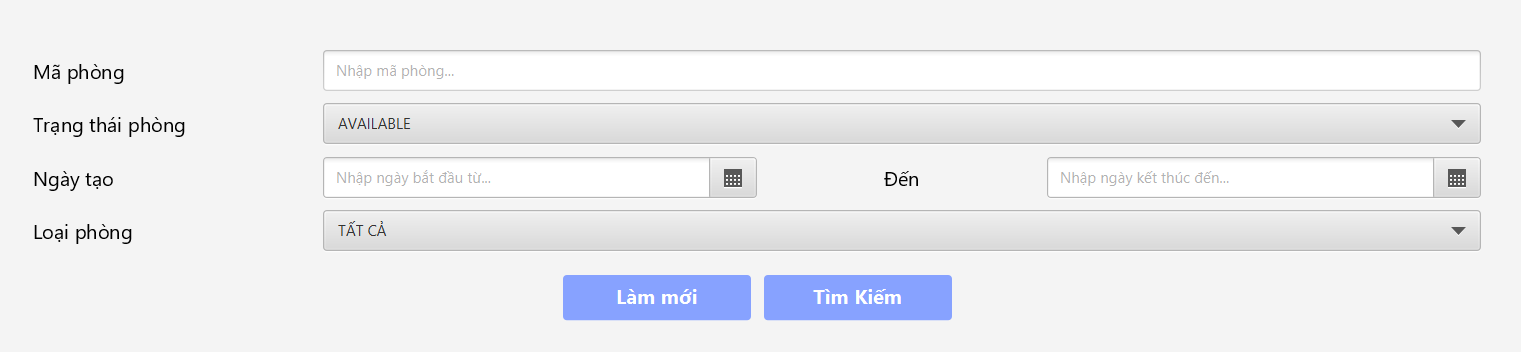 Mã phòng
Nhập mã phòng...
Trạng thái phòng
AVAILABLE
Ngày tạo
Nhập ngày bắt đầu từ...
Đến
Nhập ngày kết thúc đến...
Loại phòng
TẤT CẢ
Làm mới
Tìm Kiếm